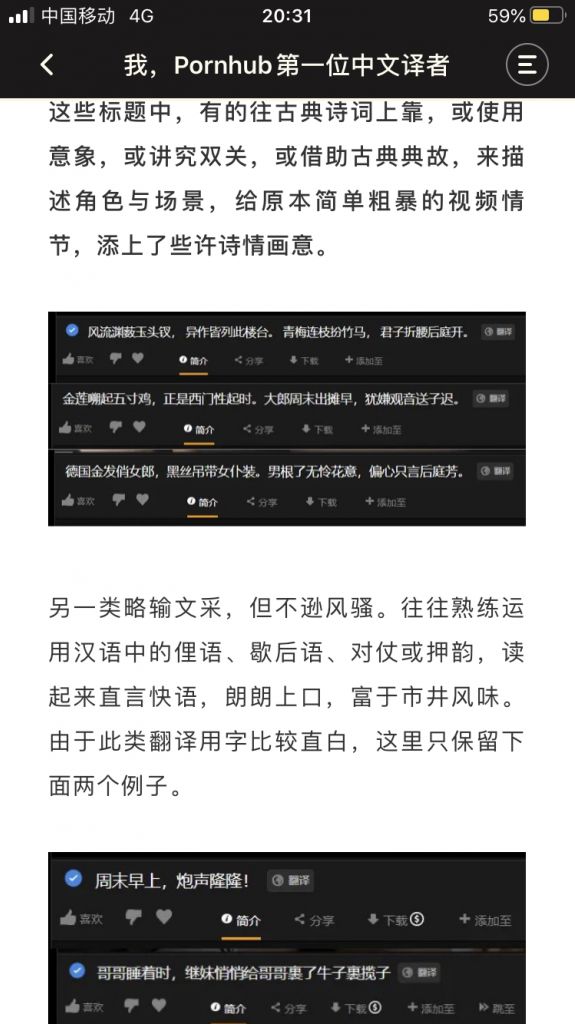 中国移动 4G 20:31 59%
我，Pornhub第一位中文译者
这些标题中，有的往古典诗词上靠，或使用
意象，或讲究双关，或借助古典典故，来描
述角色与场景，给原本简单粗暴的视频情
节，添上了些许诗情画意。
风流渊薮玉头钗，异作皆列此楼台。青梅连枝扮竹马，君子折腰后庭开。 翻译
喜欢 简介 分享 下载 添加至
金莲嘲起五寸鸡，正是西门性起时。大郎周末出摊早，犹嫌观音送子迟。 翻译
喜欢 简介 分享 下载 添加至
德国金发俏女郎，黑丝吊带女仆装。男根了无怜花意，偏心只言后庭芳。 翻译
喜欢 简介 分享 下载 添加至
另一类略输文采，但不逊风骚。往往熟练运
用汉语中的俚语、歇后语、对仗或押韵，读
起来直言快语，朗朗上口，富于市井风味。
由于此类翻译用字比较直白，这里只保留下
面两个例子。
周末早上，炮声隆隆！ 翻译
喜欢 简介 分享 下载 添加至
哥哥睡着时，继妹悄悄给哥哥裹了牛子裹揽子 翻译
喜欢 简介 分享 下载 添加至 跳至